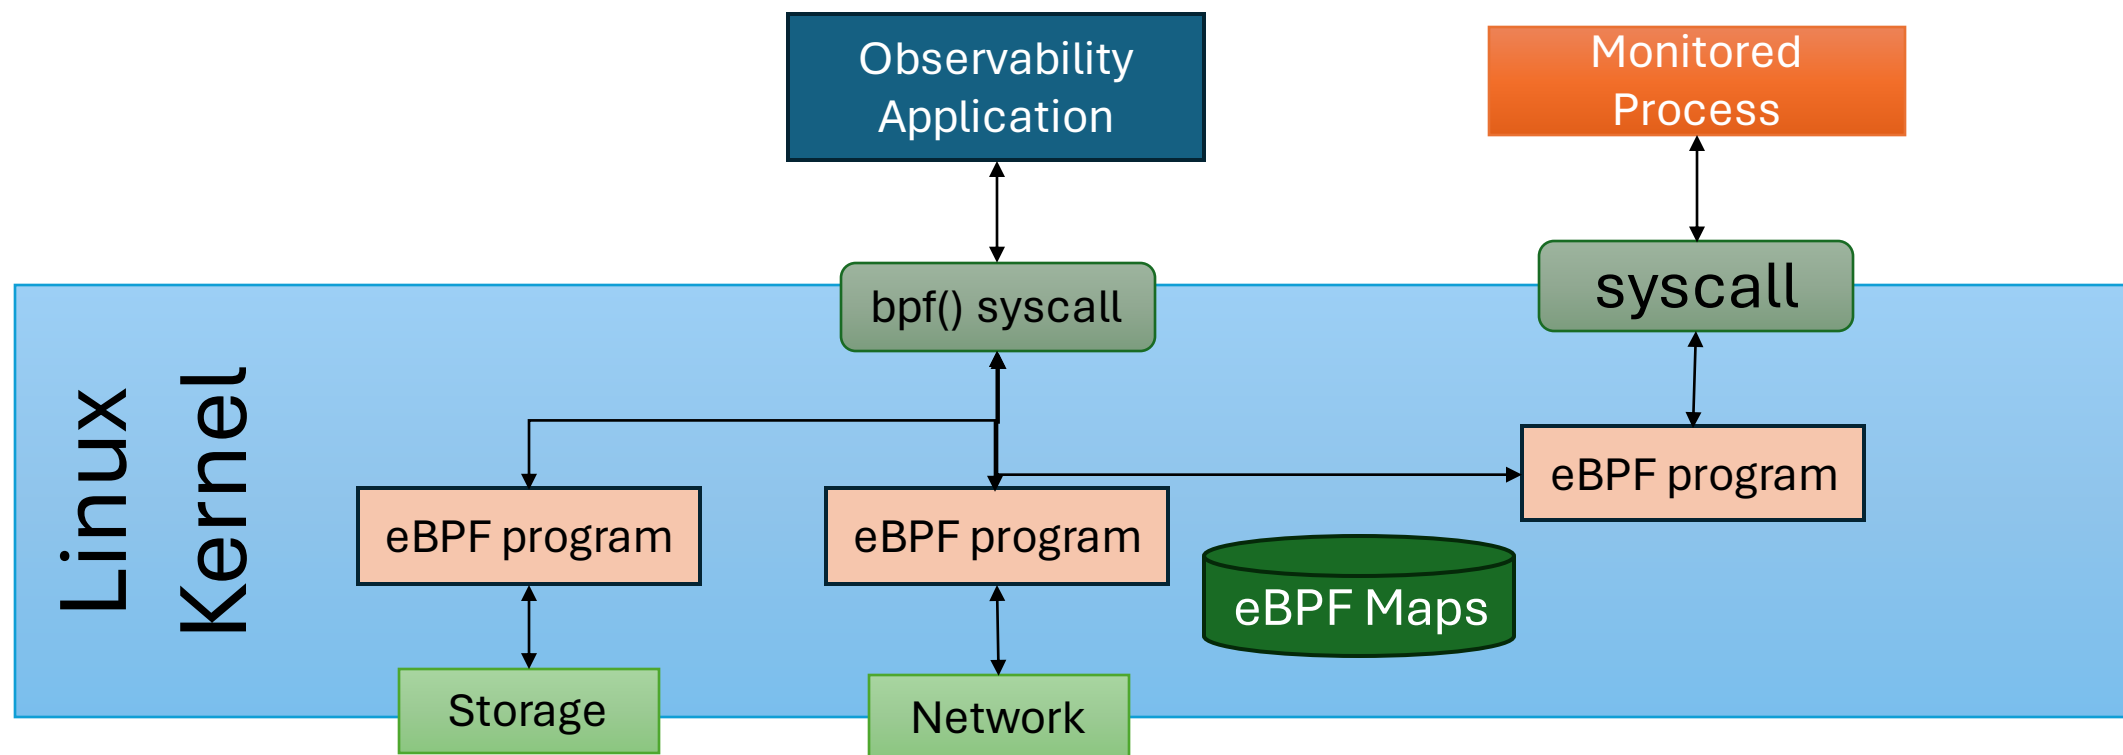 Observability
Application
Monitored
Process
bpf() syscall
syscall
Linux
Kernel
eBPF program
eBPF program
eBPF program
eBPF Maps
Storage
Network